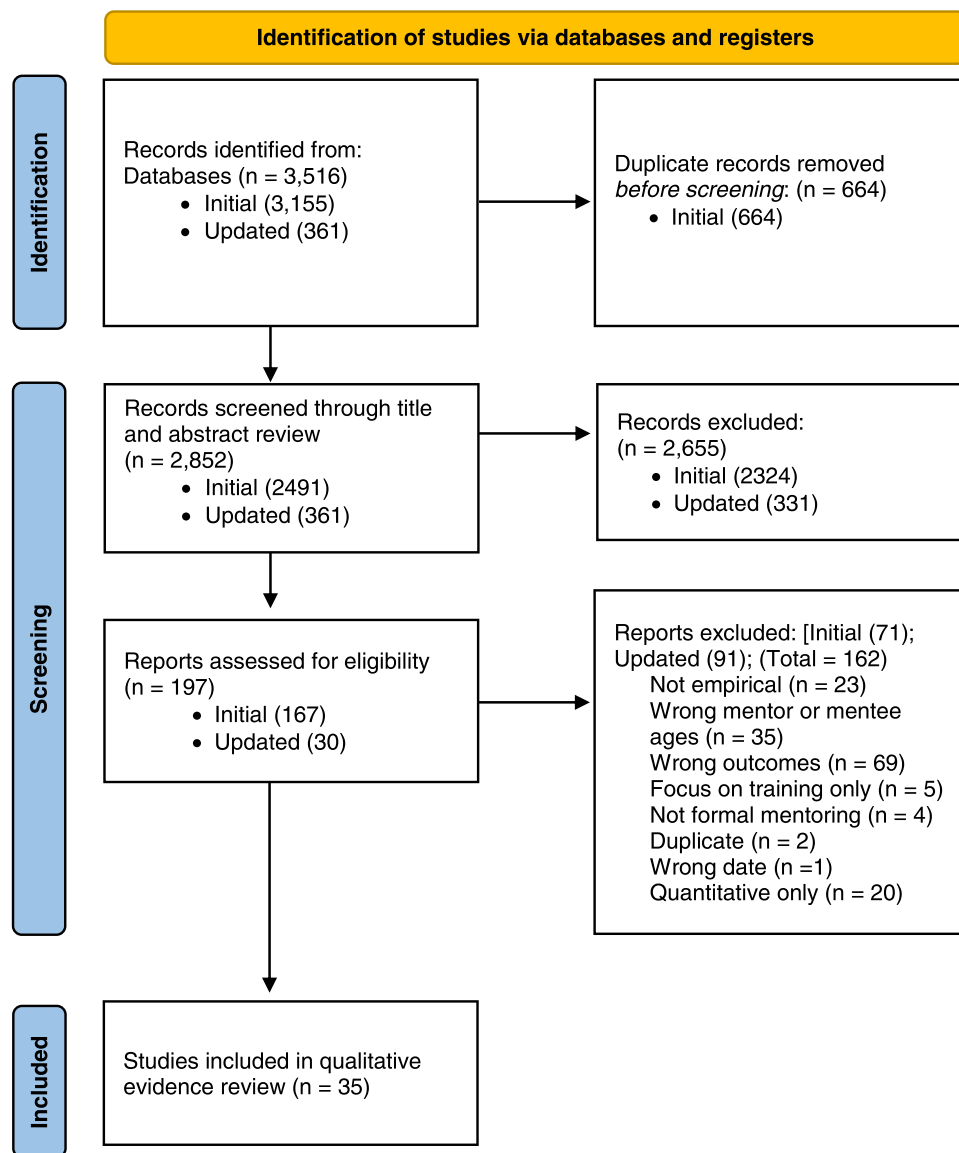 Identification of studies via databases and registers
Identification
Records identified from:
Databases (n = 3,516)
• Initial (3,155)
• Updated (361)
Duplicate records removed
before screening: (n = 664)
• Initial (664)
Screening
Records screened through title
and abstract review
(n = 2,852)
• Initial (2491)
• Updated (361)
Records excluded:
(n = 2,655)
• Initial (2324)
• Updated (331)
Reports assessed for eligibility
(n = 197)
• Initial (167)
• Updated (30)
Reports excluded: [Initial (71);
Updated (91); (Total = 162)
Not empirical (n = 23)
Wrong mentor or mentee
ages (n = 35)
Wrong outcomes (n = 69)
Focus on training only (n = 5)
Not formal mentoring (n = 4)
Duplicate (n = 2)
Wrong date (n =1)
Quantitative only (n = 20)
Included
Studies included in qualitative
evidence review (n = 35)